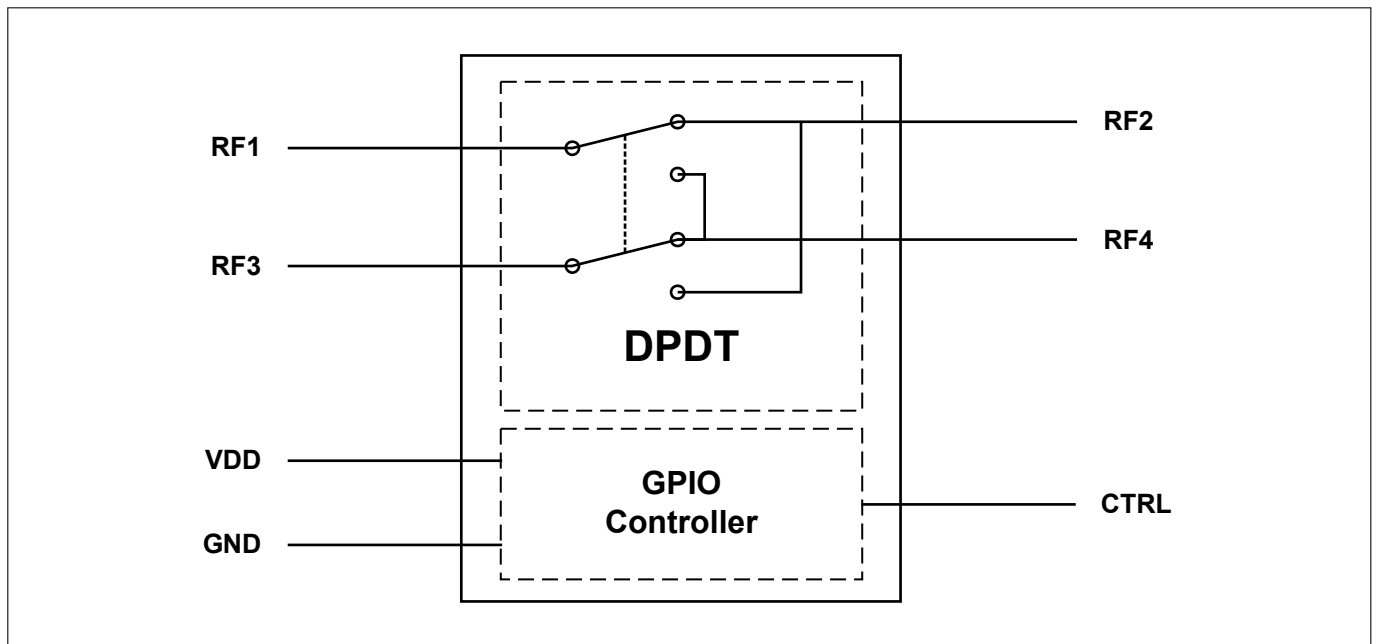 RF1
RF2
RF3
RF4
DPDT
VDD
GND
GPIO
Controller
CTRL